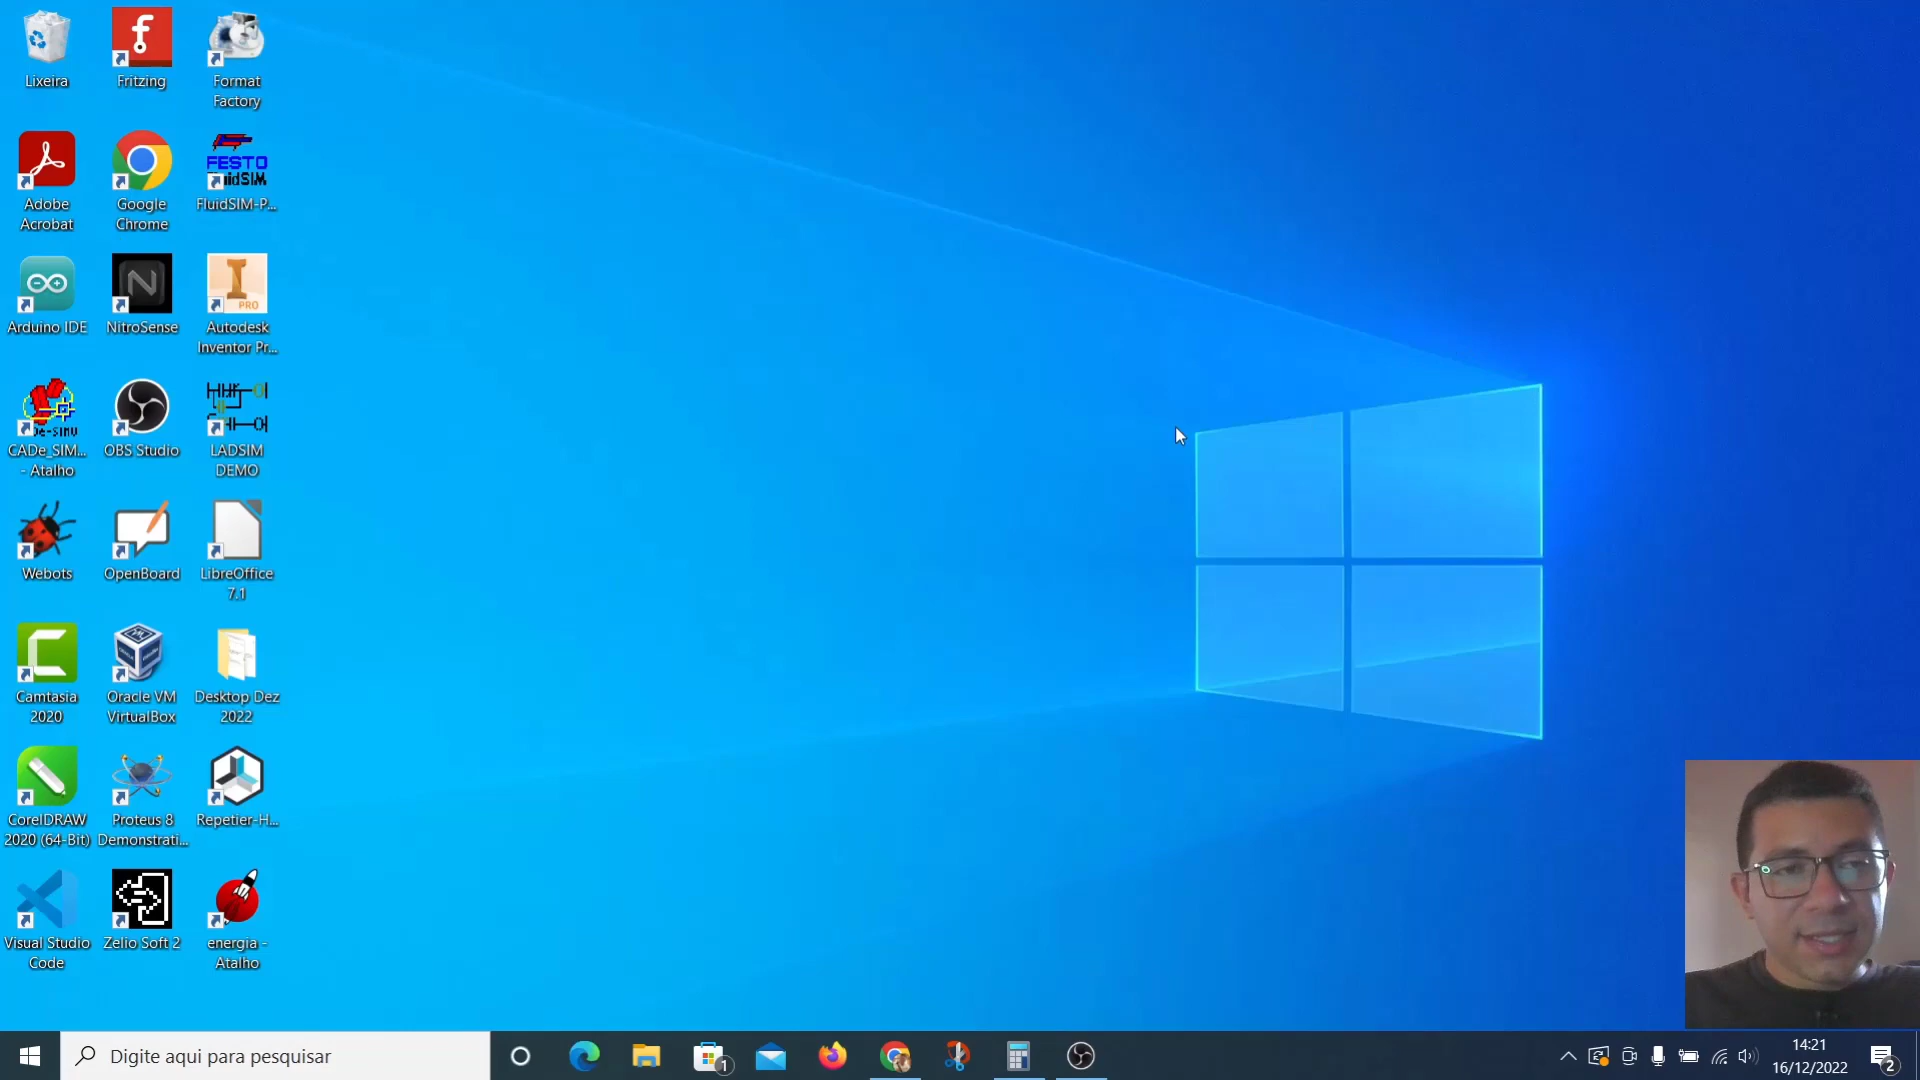 Lixeira
Fritzing
Format
Factory
Adobe
Acrobat
Google
Chrome
FESTO
FluidSIM-P...
Arduino IDE
NitroSense
PRO
Autodesk
Inventor Pr...
CADe_SIM...
- Atalho
OBS Studio
LADSIM
DEMO
Webots
OpenBoard
LibreOffice
7.1
Camtasia
2020
Oracle VM
VirtualBox
Desktop Dez
2022
CorelDRAW
2020 (64-Bit)
Proteus 8
Demonstrati...
Repetier-H...
Visual Studio
Code
Zelio Soft 2
energia -
Atalho
Digite aqui para pesquisar
1
14:21
16/12/2022
2